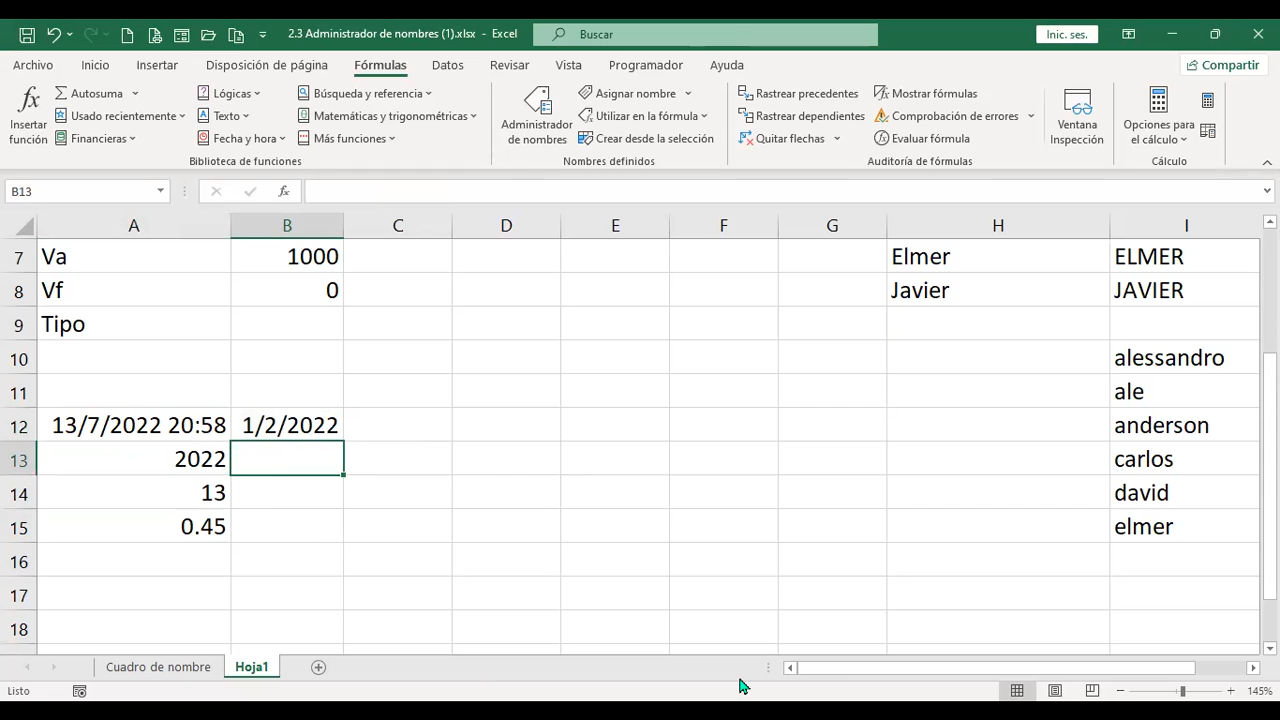 2.3 Administrador de nombres (1).xlsx - Excel
Buscar
Inic. ses.
Archivo Inicio Insertar Disposición de página Fórmulas Datos Revisar Vista Programador Ayuda
Compartir
Insertar función
Autosuma
Usado recientemente
Financieras
Lógicas
Texto
Fecha y hora
Búsqueda y referencia
Matemáticas y trigonométricas
Más funciones
Biblioteca de funciones
Administrador de nombres
Asignar nombre
Utilizar en la fórmula
Crear desde la selección
Nombres definidos
Rastrear precedentes
Rastrear dependientes
Quitar flechas
Mostrar fórmulas
Comprobación de errores
Evaluar fórmula
Auditoría de fórmulas
Ventana Inspección
Opciones para el cálculo
Cálculo
B13
fx
A B C D E F G H I
7 Va 1000 Elmer ELMER
8 Vf 0 Javier JAVIER
9 Tipo
10 alessandro
11 ale
12 13/7/2022 20:58 1/2/2022 anderson
13 2022 carlos
14 13 david
15 0.45 elmer
16
17
18
Cuadro de nombre Hoja1
Listo
145%